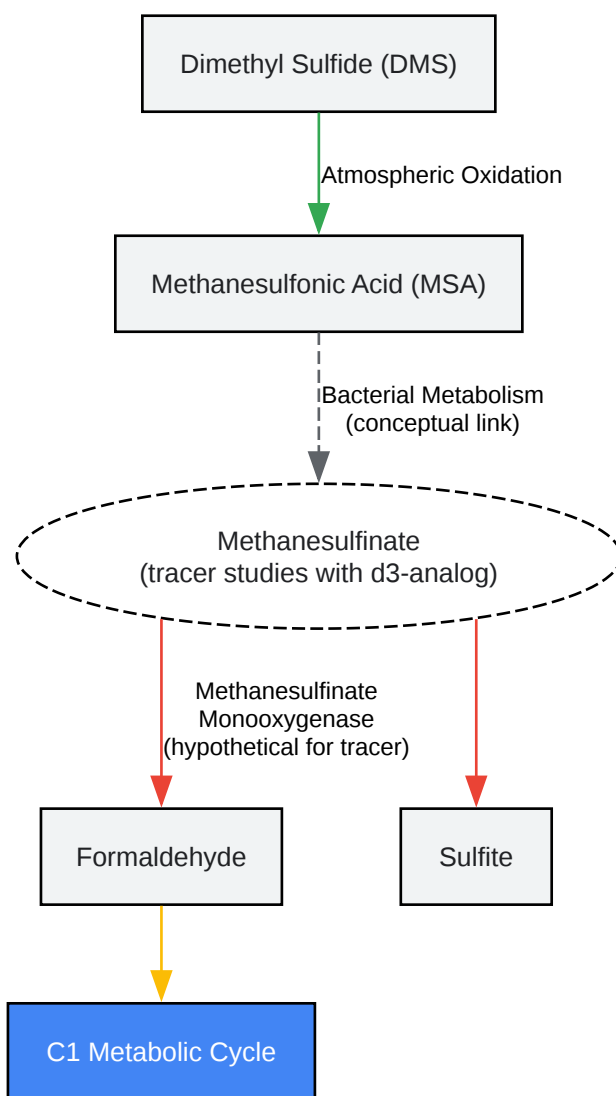 Dimethyl Sulfide (DMS)
Atmospheric Oxidation
Methanesulfonic Acid (MSA)
Bacterial Metabolism
(conceptual link)
Methanesulfinate
(tracer studies with d3-analog)
Methanesulfinate
Monooxygenase
(hypothetical for tracer)
Formaldehyde
Sulfite
C1 Metabolic Cycle